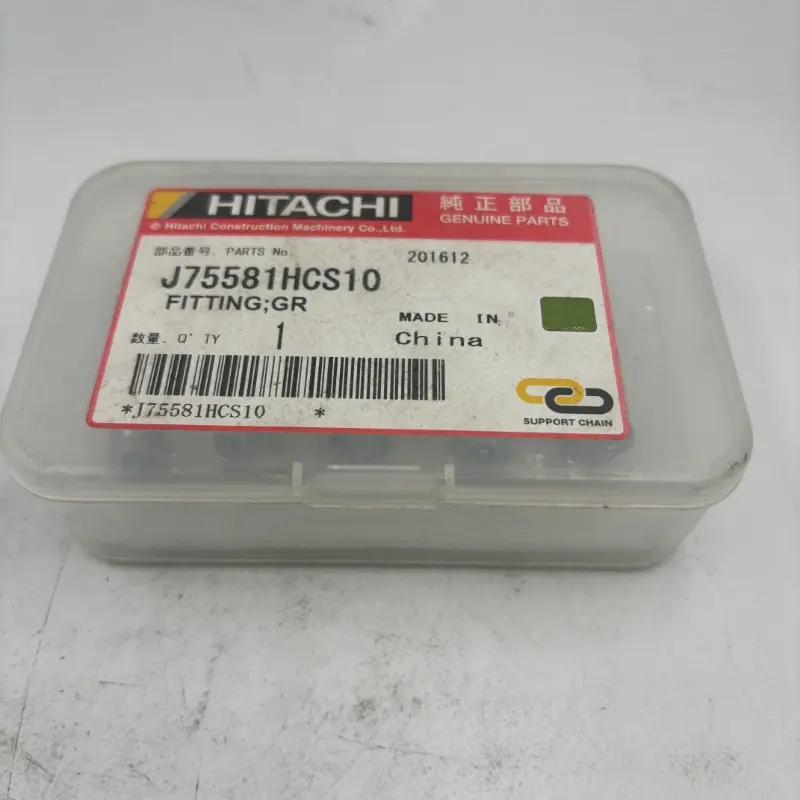 HITACHI
純正部品
GENUINE PARTS
© Hitachi Construction Machinery Co.,Ltd.
部品番号. PARTS No.
201612
J75581HCS10
FITTING;GR
MADE IN
China
数量. Q'TY 1
*J75581HCS10 *
SUPPORT CHAIN